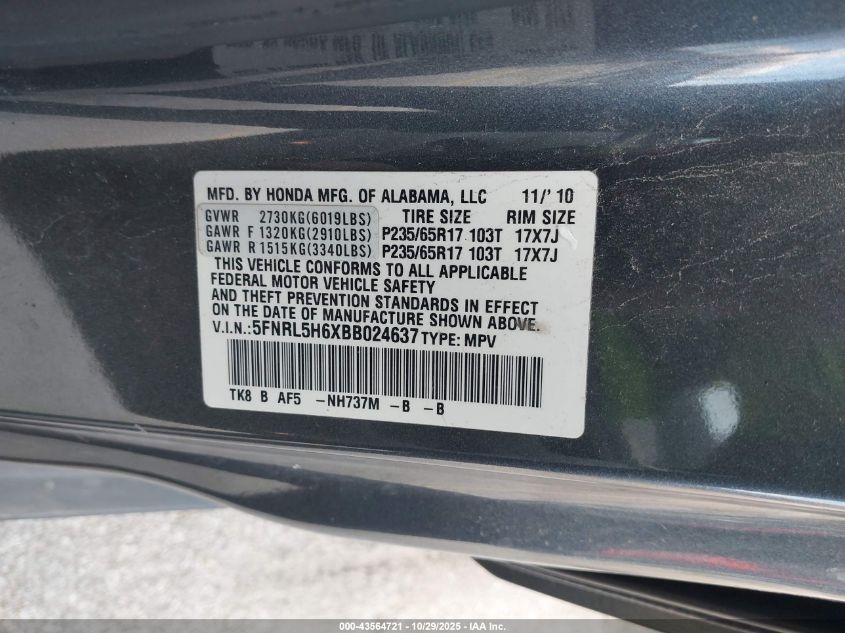 MFD. BY HONDA MFG. OF ALABAMA, LLC 11/' 10
GVWR 2730KG(6019LBS) TIRE SIZE RIM SIZE
GAWR F 1320KG(2910LBS) P235/65R17 103T 17X7J
GAWR R 1515KG(3340LBS) P235/65R17 103T 17X7J
THIS VEHICLE CONFORMS TO ALL APPLICABLE
FEDERAL MOTOR VEHICLE SAFETY
AND THEFT PREVENTION STANDARDS IN EFFECT
ON THE DATE OF MANUFACTURE SHOWN ABOVE.
V.I.N.:5FNRL5H6XBB024637 TYPE: MPV
TK8 B AF5 -NH737M -B -B
000-43564721 - 10/29/2025 - IAA Inc.